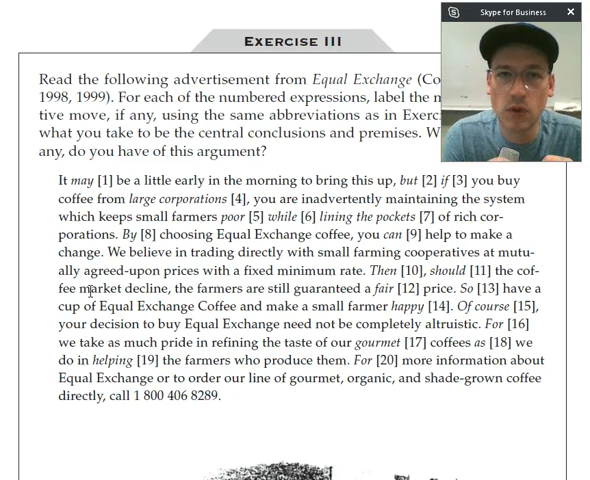 Skype for Business
EXERCISE III
Read the following advertisement from Equal Exchange (Co
1998, 1999). For each of the numbered expressions, label the m
tive move, if any, using the same abbreviations as in Exerc
what you take to be the central conclusions and premises. W
any, do you have of this argument?
It may [1] be a little early in the morning to bring this up, but [2] if [3] you buy
coffee from large corporations [4], you are inadvertently maintaining the system
which keeps small farmers poor [5] while [6] lining the pockets [7] of rich cor-
porations. By [8] choosing Equal Exchange coffee, you can [9] help to make a
change. We believe in trading directly with small farming cooperatives at mutu-
ally agreed-upon prices with a fixed minimum rate. Then [10], should [11] the cof-
fee market decline, the farmers are still guaranteed a fair [12] price. So [13] have a
cup of Equal Exchange Coffee and make a small farmer happy [14]. Of course [15],
your decision to buy Equal Exchange need not be completely altruistic. For [16]
we take as much pride in refining the taste of our gourmet [17] coffees as [18] we
do in helping [19] the farmers who produce them. For [20] more information about
Equal Exchange or to order our line of gourmet, organic, and shade-grown coffee
directly, call 1 800 406 8289.